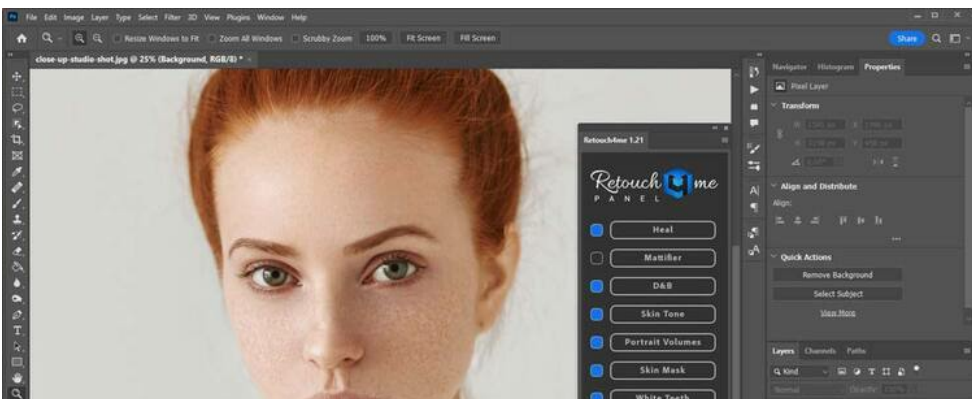 Ps File Edit Image Layer Type Select Filter 3D View Plugins Window Help
Resize Windows to Fit Zoom All Windows Scrubby Zoom 100% Fit Screen Fill Screen Share
close-up-studio-shot.jpg @ 25% (Background, RGB/8) *
Navigator Histogram Properties
Pixel Layer
Transform
Align and Distribute
Align:
Quick Actions
Remove Background
Select Subject
View More
Layers Channels Paths
Kind
Normal
Retouch4me 1.21
Retouch 4 me
PANEL
Heal
Mattifier
D&B
Skin Tone
Portrait Volumes
Skin Mask
White Teeth